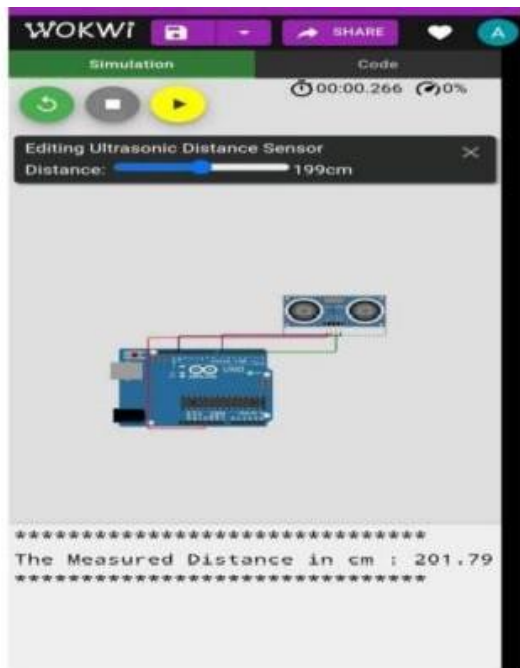 WOKWI SHARE A
Simulation Code
00:00.266 0%
Editing Ultrasonic Distance Sensor
Distance: 199cm
UNO
*******************************
The Measured Distance in cm : 201.79
*******************************